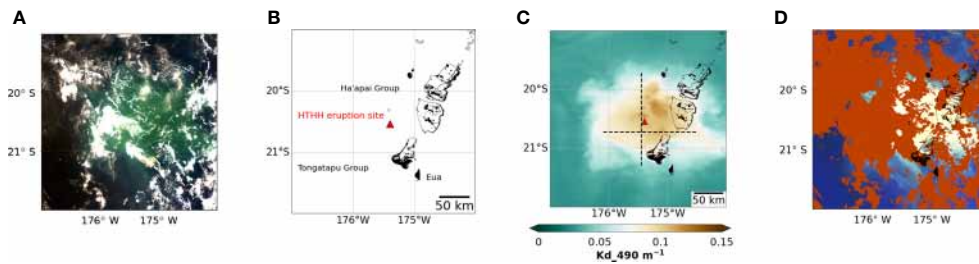 A
20° S
21° S
176° W 175° W
B
20°S
21°S
Ha'apai Group
HTHH eruption site
Tongatapu Group
Eua
50 km
176°W 175°W
C
20°S
21°S
50 km
176°W 175°W
0 0.05 0.1 0.15
Kd_490 m⁻¹
D
20° S
21° S
176° W 175° W